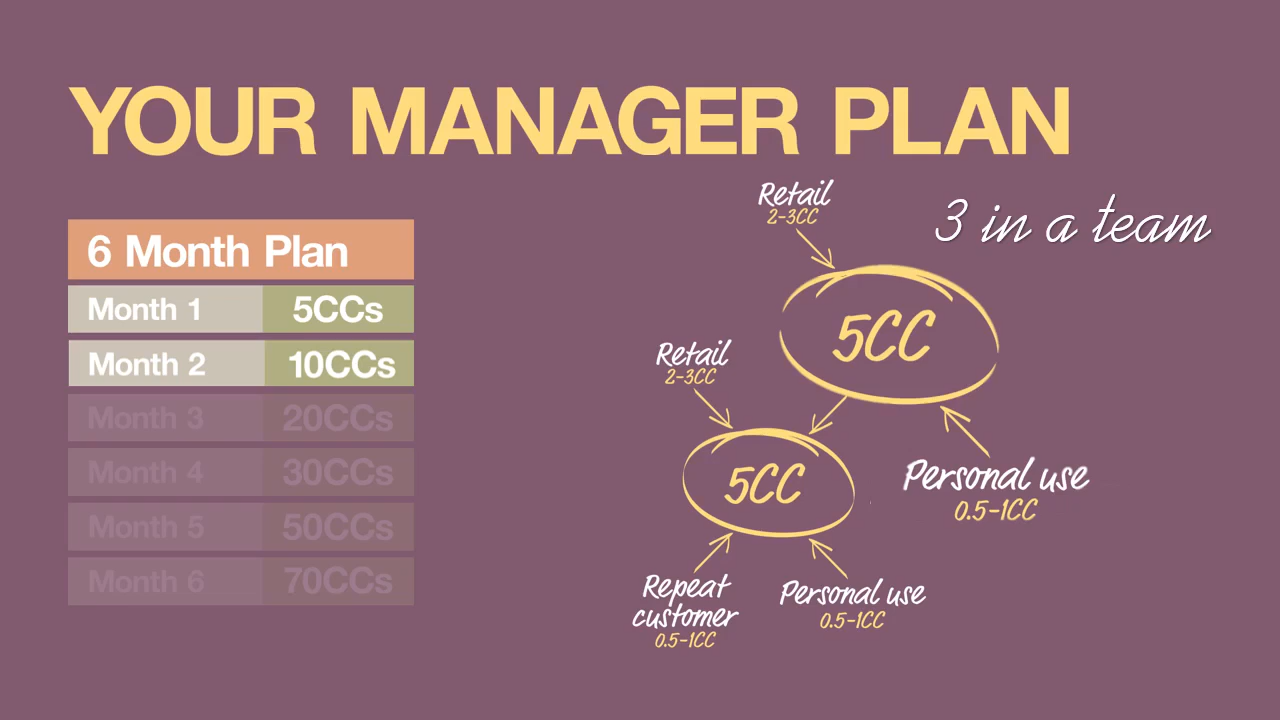 YOUR MANAGER PLAN
6 Month Plan
Month 1 5CCs
Month 2 10CCs
Month 3 20CCs
Month 4 30CCs
Month 5 50CCs
Month 6 70CCs
3 in a team
Retail
2-3CC
5CC
Personal use
0.5-1CC
Retail
2-3CC
5CC
Repeat
customer
0.5-1CC
Personal use
0.5-1CC